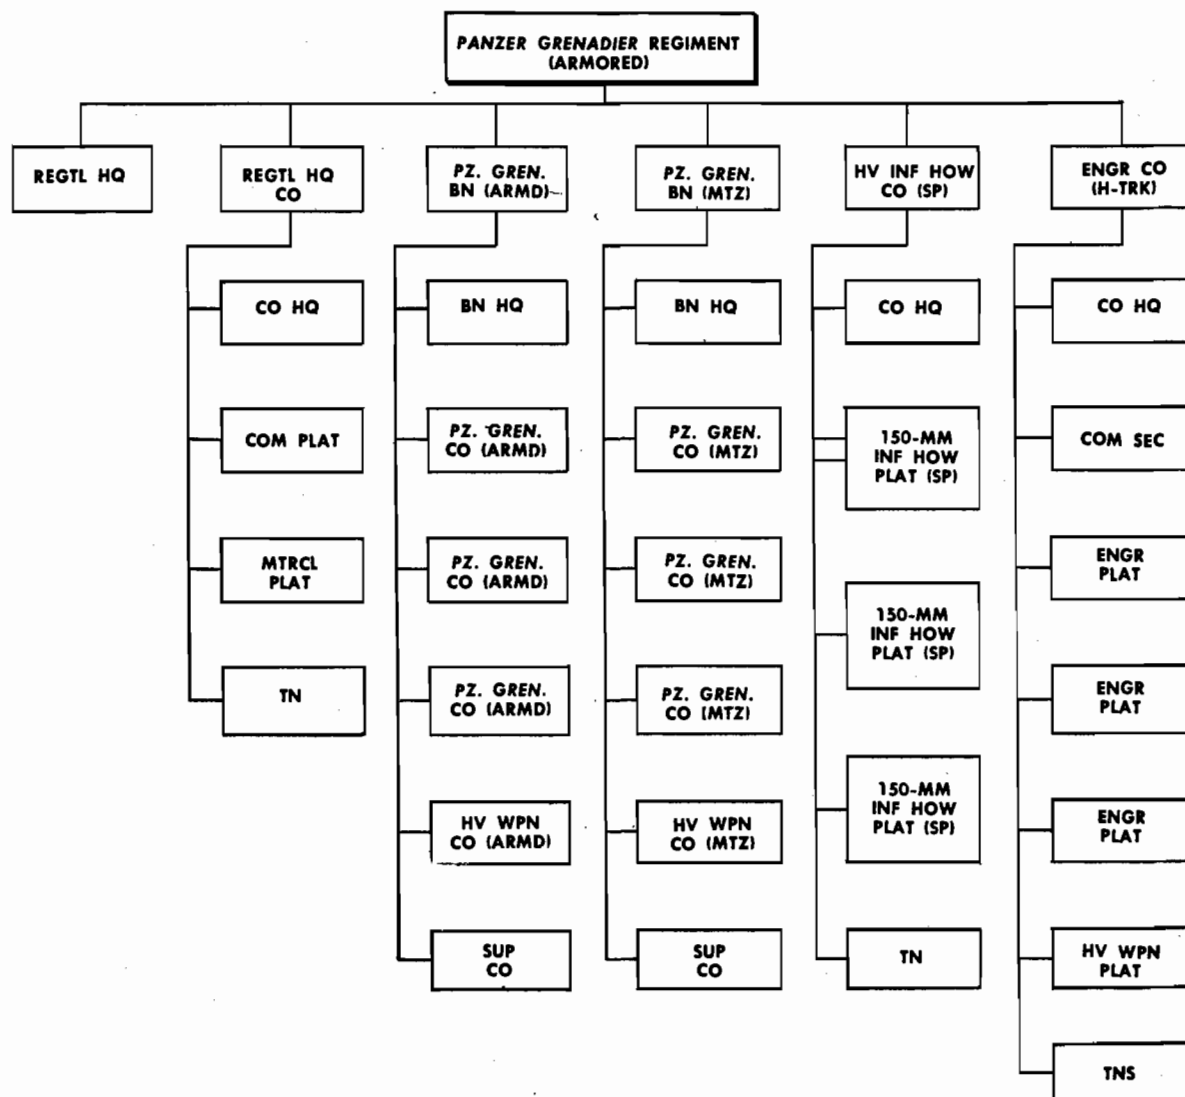 PANZER GRENADIER REGIMENT
(ARMORED)
REGTL HQ
REGTL HQ
CO
CO HQ
COM PLAT
MTRCL
PLAT
TN
PZ. GREN.
BN (ARMD)
BN HQ
PZ. GREN.
CO (ARMD)
PZ. GREN.
CO (ARMD)
PZ. GREN.
CO (ARMD)
HV WPN
CO (ARMD)
SUP
CO
PZ. GREN.
BN (MTZ)
BN HQ
PZ. GREN.
CO (MTZ)
PZ. GREN.
CO (MTZ)
PZ. GREN.
CO (MTZ)
HV WPN
CO (MTZ)
SUP
CO
HV INF HOW
CO (SP)
CO HQ
150-MM
INF HOW
PLAT (SP)
150-MM
INF HOW
PLAT (SP)
150-MM
INF HOW
PLAT (SP)
TN
ENGR CO
(H-TRK)
CO HQ
COM SEC
ENGR
PLAT
ENGR
PLAT
ENGR
PLAT
HV WPN
PLAT
TNS